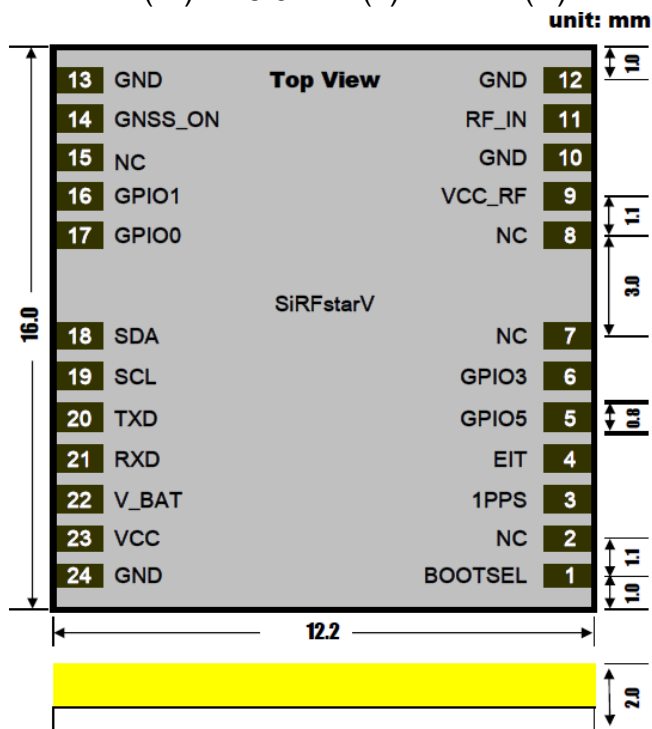 unit: mm
13 GND Top View GND 12
14 GNSS_ON RF_IN 11
15 NC GND 10
16 GPIO1 VCC_RF 9
17 GPIO0 NC 8
SiRFstarV
18 SDA NC 7
19 SCL GPIO3 6
20 TXD GPIO5 5
21 RXD EIT 4
22 V_BAT 1PPS 3
23 VCC NC 2
24 GND BOOTSEL 1
16.0
1.0
1.1
3.0
0.8
1.1
1.0
12.2
2.0